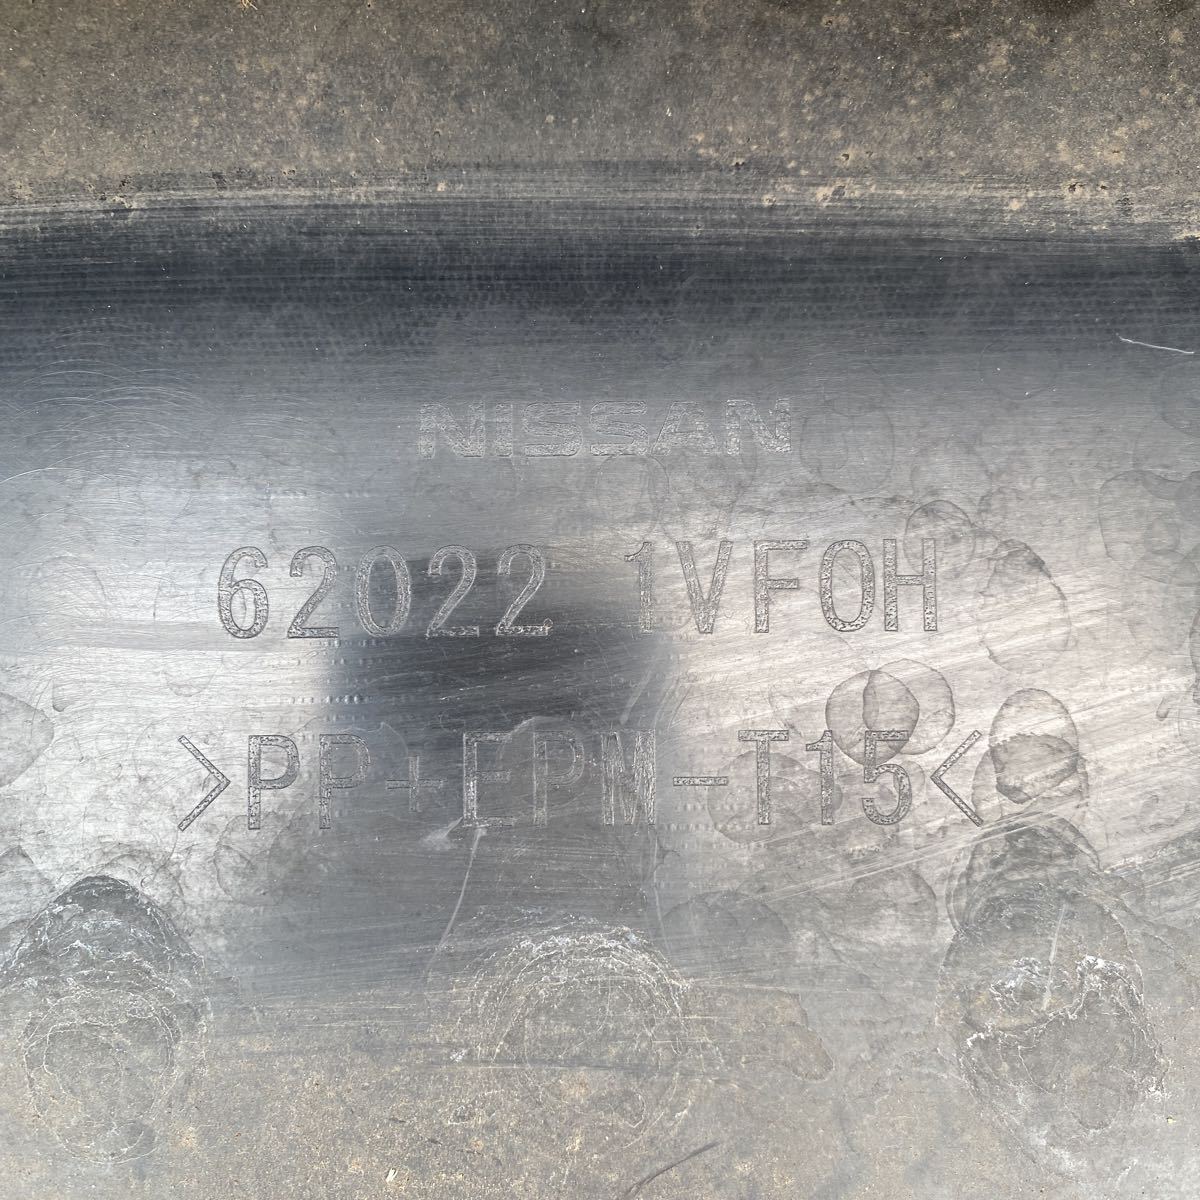 NISSAN
62022 1VF0H
>PP+EPM-T15<